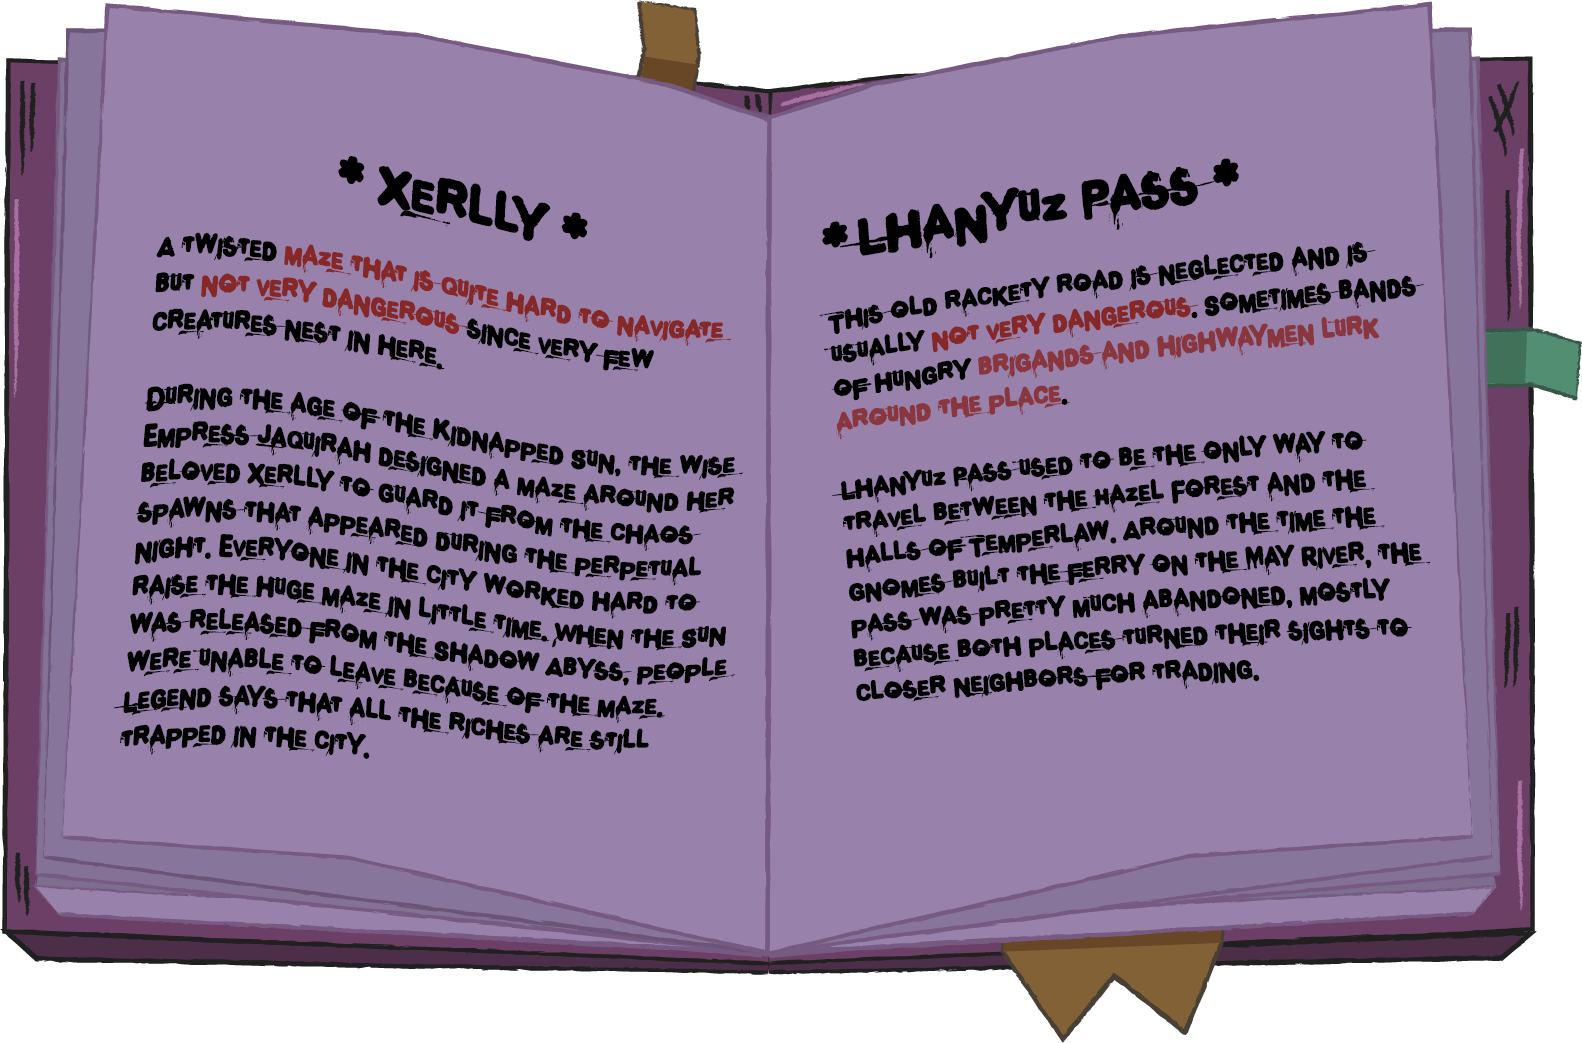 * Xerlly *
A twisted maze that is quite hard to navigate
but not very dangerous since very few
creatures nest in here.
During the Age of the Kidnapped Sun, the wise
Empress Jaquirah designed a maze around her
beloved Xerlly to guard it from the chaos
spawns that appeared during the perpetual
night. Everyone in the city worked hard to
raise the huge maze in little time. When the sun
was released from the Shadow Abyss, people
were unable to leave because of the maze.
Legend says that all the riches are still
trapped in the city.
* Lhanyuz Pass *
This old rackety road is neglected and is
usually not very dangerous. Sometimes bands
of hungry brigands and highwaymen lurk
around the place.
Lhanyuz Pass used to be the only way to
travel between the Hazel Forest and the
Halls of Temperlaw. Around the time the
gnomes built the ferry on the May River, the
pass was pretty much abandoned, mostly
because both places turned their sights to
closer neighbors for trading.